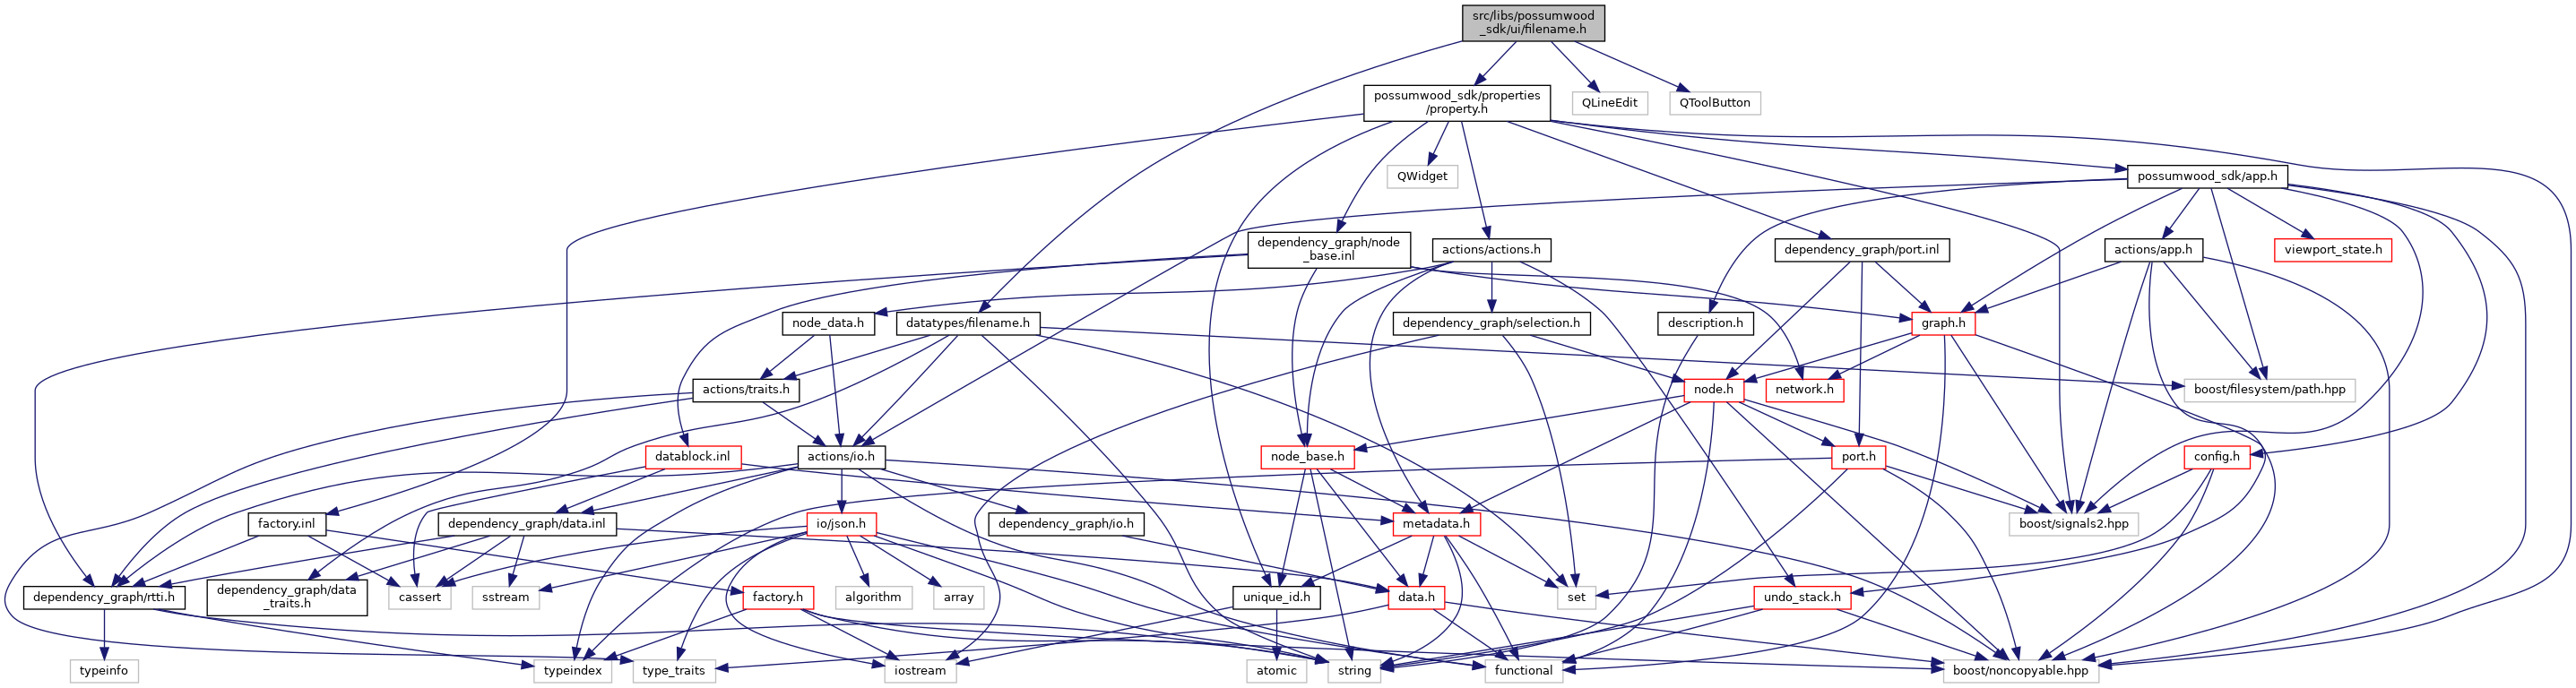 src/libs/possumwood
_sdk/ui/filename.h
possumwood_sdk/properties
/property.h
QLineEdit
QToolButton
QWidget
possumwood_sdk/app.h
dependency_graph/node
_base.inl
actions/actions.h
dependency_graph/port.inl
actions/app.h
viewport_state.h
node_data.h
datatypes/filename.h
dependency_graph/selection.h
description.h
graph.h
actions/traits.h
node.h
network.h
boost/filesystem/path.hpp
datablock.inl
actions/io.h
node_base.h
port.h
config.h
factory.inl
dependency_graph/data.inl
io/json.h
dependency_graph/io.h
metadata.h
boost/signals2.hpp
dependency_graph/rtti.h
dependency_graph/data
_traits.h
cassert
sstream
factory.h
algorithm
array
unique_id.h
data.h
set
undo_stack.h
typeinfo
typeindex
type_traits
iostream
atomic
string
functional
boost/noncopyable.hpp